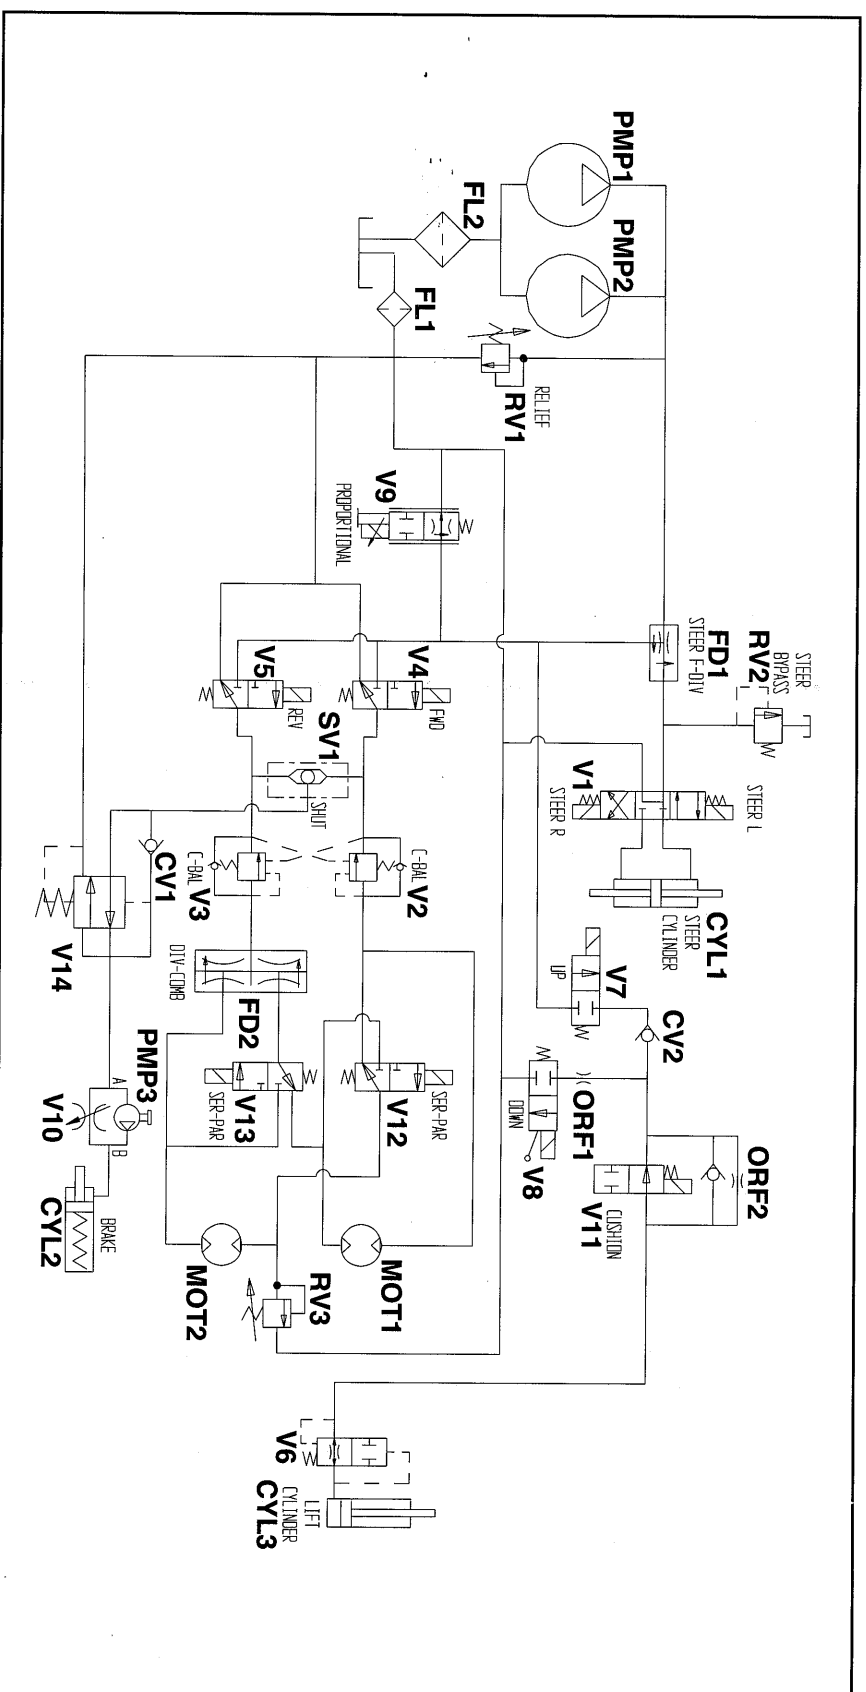 PMP1
PMP2
FL2
FL1
RELIEF
RV1
V9
PROPORTIONAL
STEER
BYPASS
RV2
FD1
STEER F-DIV
V4
FWD
V5
REV
SV1
SHUT
V1
STEER L
STEER R
CYL1
STEER
CYLINDER
V7
UP
CV2
C-BAL
V2
C-BAL
V3
CV1
V14
DIV-COMB
FD2
ORF1
DOWN
V8
ORF2
V11
CUSHION
SER-PAR
V12
V13
SER-PAR
PMP3
A
B
V10
BRAKE
CYL2
MOT1
MOT2
RV3
V6
LIFT
CYLINDER
CYL3